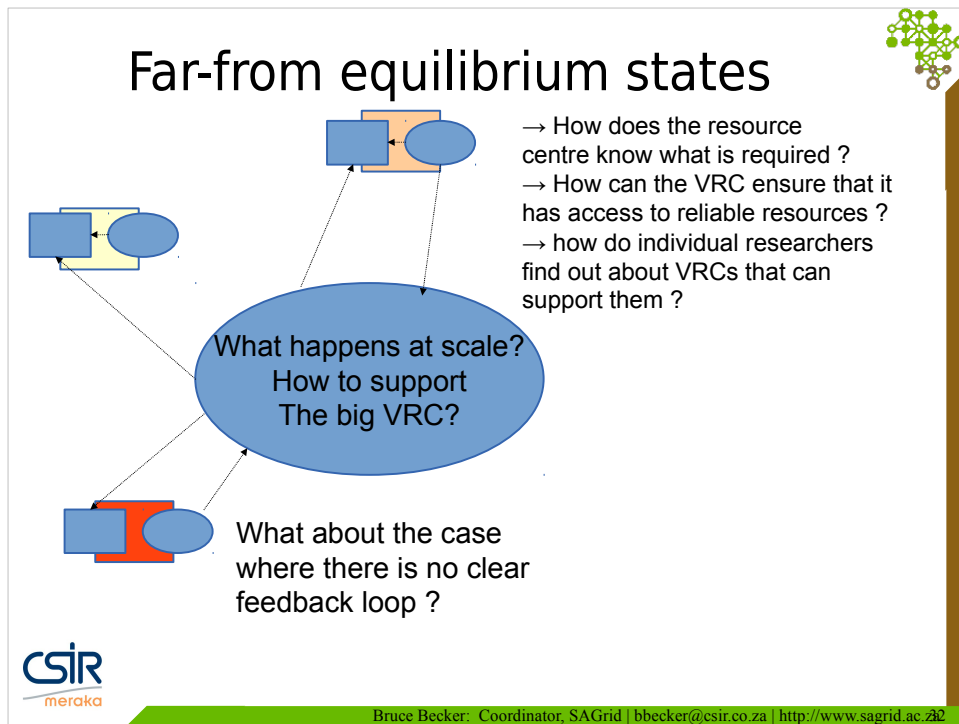 Far-from equilibrium states
→ How does the resource
centre know what is required ?
→ How can the VRC ensure that it
has access to reliable resources ?
→ how do individual researchers
find out about VRCs that can
support them ?
What happens at scale?
How to support
The big VRC?
What about the case
where there is no clear
feedback loop ?
CSIR
meraka
Bruce Becker: Coordinator, SAGrid | bbecker@csir.co.za | http://www.sagrid.ac.za
32